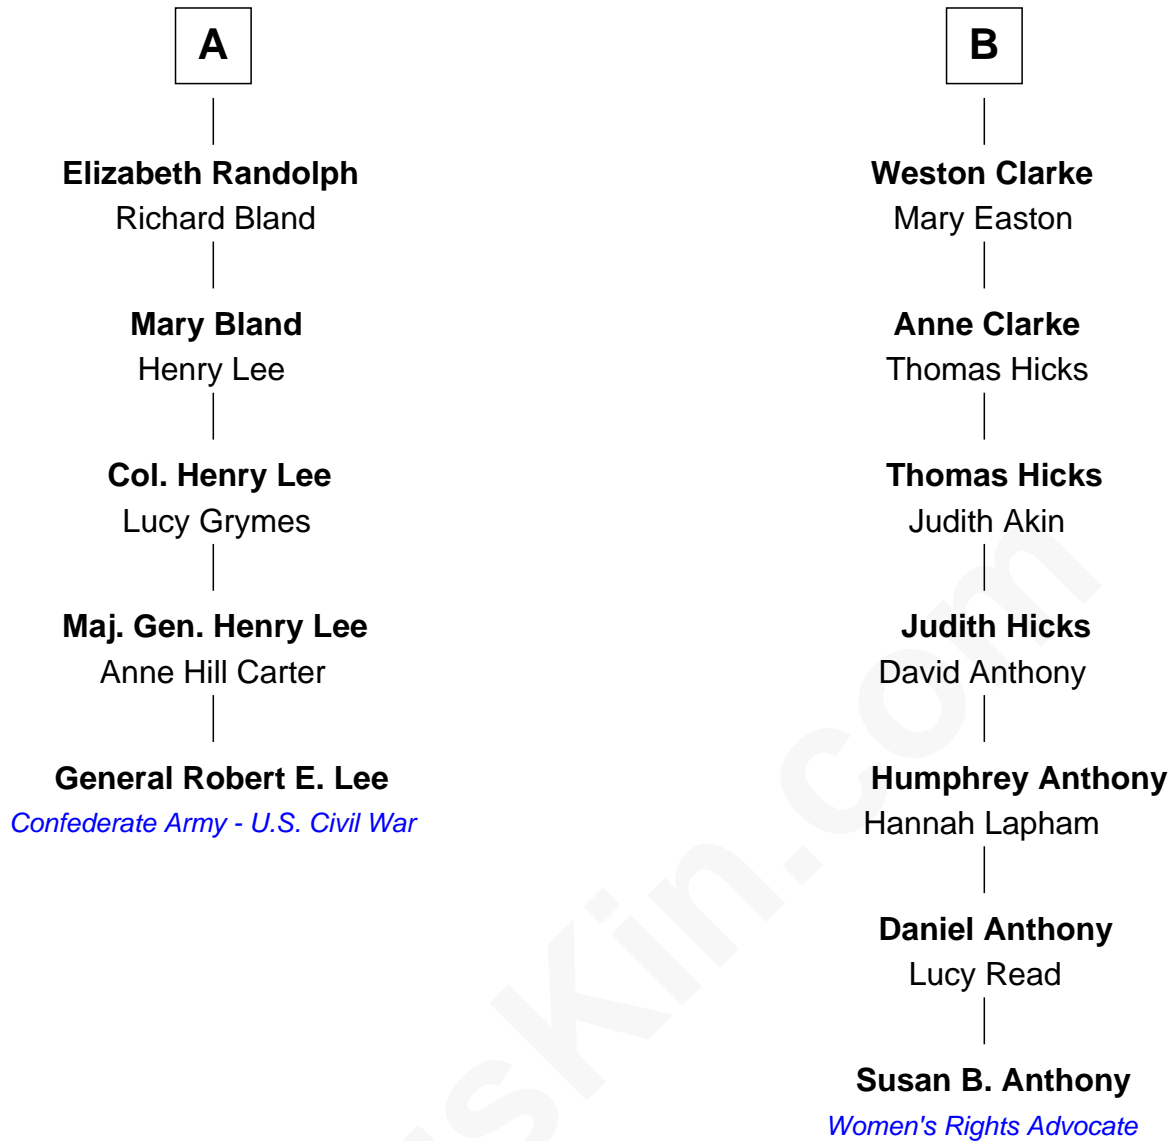 A
Elizabeth Randolph
Richard Bland
Mary Bland
Henry Lee
Col. Henry Lee
Lucy Grymes
Maj. Gen. Henry Lee
Anne Hill Carter
General Robert E. Lee
Confederate Army - U.S. Civil War
B
Weston Clarke
Mary Easton
Anne Clarke
Thomas Hicks
Thomas Hicks
Judith Akin
Judith Hicks
David Anthony
Humphrey Anthony
Hannah Lapham
Daniel Anthony
Lucy Read
Susan B. Anthony
Women's Rights Advocate
usKin.com